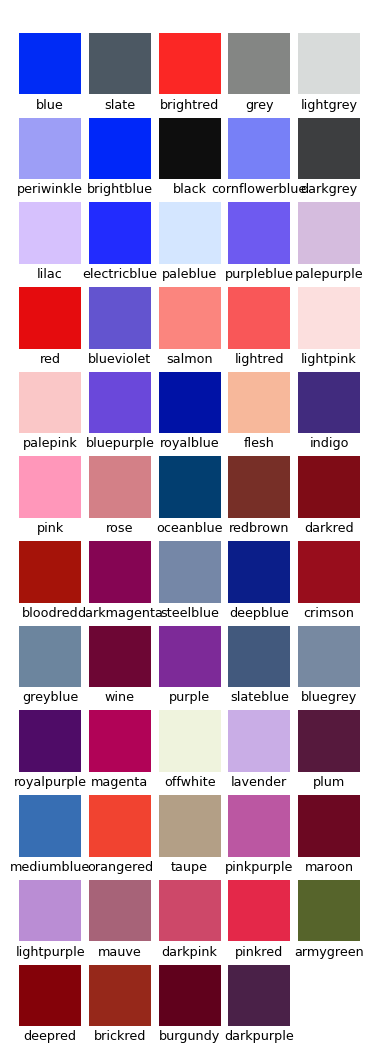 blue slate brightred grey lightgrey
periwinkle brightblue black cornflowerblue darkgrey
lilac electricblue paleblue purpleblue palepurple
red blueviolet salmon lightred lightpink
palepink bluepurple royalblue flesh indigo
pink rose oceanblue redbrown darkred
bloodred darkmagenta steelblue deepblue crimson
greyblue wine purple slateblue bluegrey
royalpurple magenta offwhite lavender plum
mediumblue orangered taupe pinkpurple maroon
lightpurple mauve darkpink pinkred armygreen
deepred brickred burgundy darkpurple